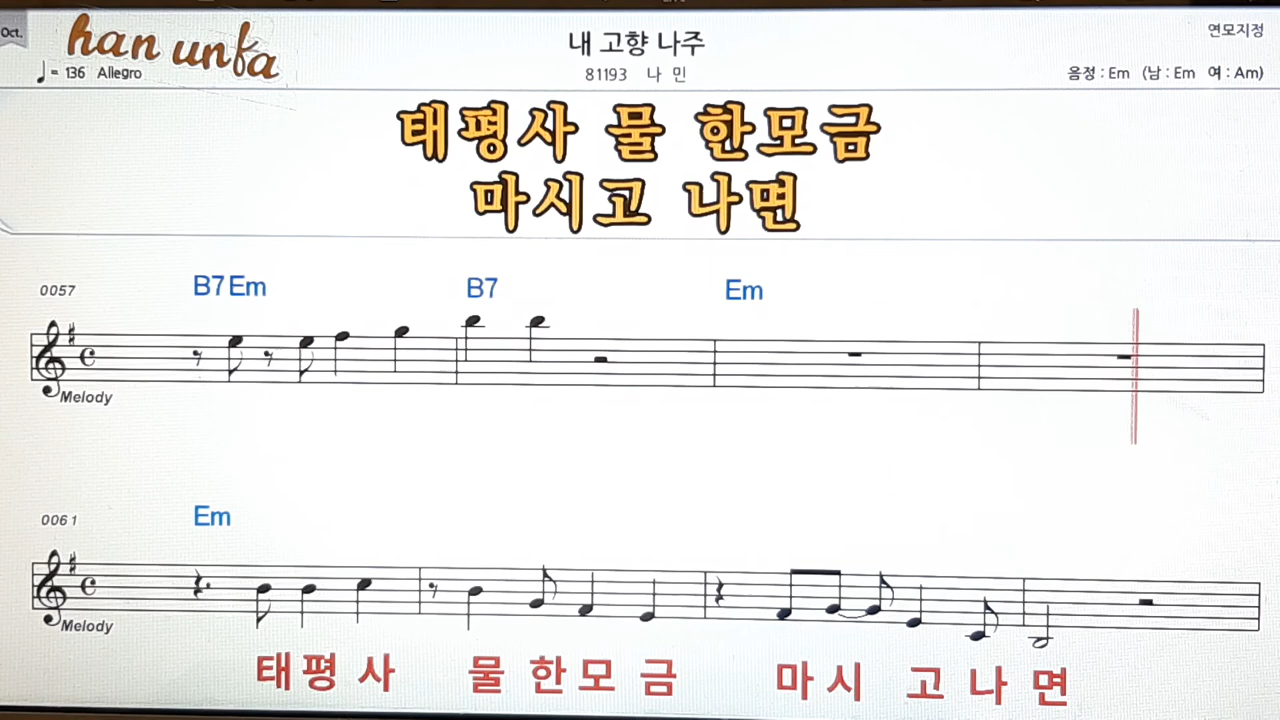 Oct.
han unfa
내 고향 나주
연모지정
♩= 136 Allegro
81193 나 민
음정 : Em (남 : Em 여 : Am)
태평사 물 한모금
마시고 나면
0057
B7 Em B7 Em
Melody
0061
Em
Melody
태 평 사 물 한 모 금 마 시 고 나 면